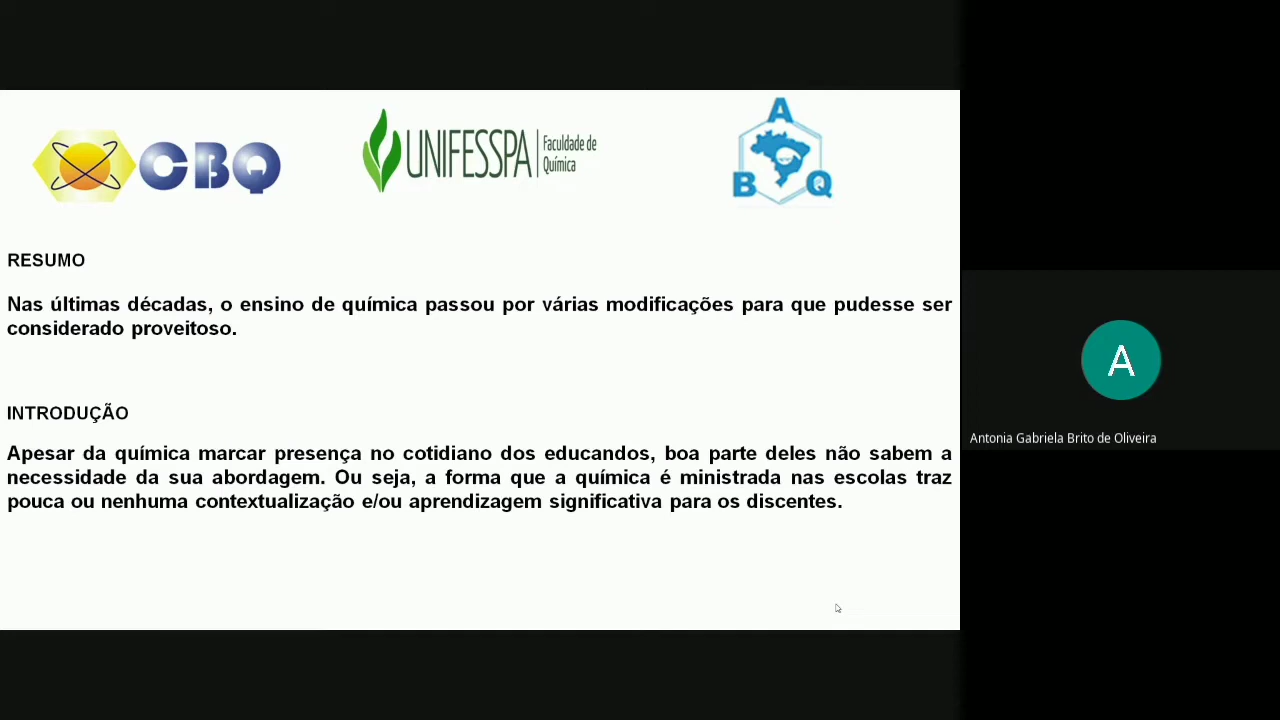 CBQ
UNIFESSPA
Faculdade de
Química
A
B Q
RESUMO
Nas últimas décadas, o ensino de química passou por várias modificações para que pudesse ser
considerado proveitoso.
INTRODUÇÃO
Apesar da química marcar presença no cotidiano dos educandos, boa parte deles não sabem a
necessidade da sua abordagem. Ou seja, a forma que a química é ministrada nas escolas traz
pouca ou nenhuma contextualização e/ou aprendizagem significativa para os discentes.
A
Antonia Gabriela Brito de Oliveira